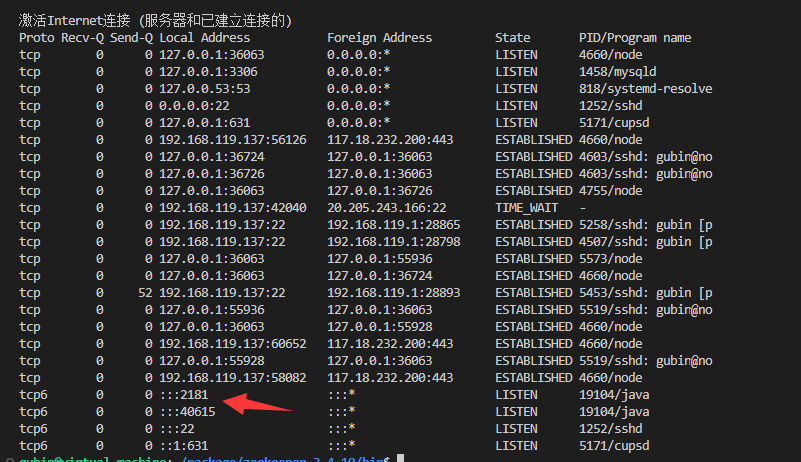 激活Internet连接 (服务器和已建立连接的)
Proto Recv-Q Send-Q Local Address Foreign Address State PID/Program name
tcp 0 0 127.0.0.1:36063 0.0.0.0:* LISTEN 4660/node
tcp 0 0 127.0.0.1:3306 0.0.0.0:* LISTEN 1458/mysqld
tcp 0 0 127.0.0.53:53 0.0.0.0:* LISTEN 818/systemd-resolve
tcp 0 0 0.0.0.0:22 0.0.0.0:* LISTEN 1252/sshd
tcp 0 0 127.0.0.1:631 0.0.0.0:* LISTEN 5171/cupsd
tcp 0 0 192.168.119.137:56126 117.18.232.200:443 ESTABLISHED 4660/node
tcp 0 0 127.0.0.1:36724 127.0.0.1:36063 ESTABLISHED 4603/sshd: gubin@no
tcp 0 0 127.0.0.1:36726 127.0.0.1:36063 ESTABLISHED 4603/sshd: gubin@no
tcp 0 0 127.0.0.1:36063 127.0.0.1:36726 ESTABLISHED 4755/node
tcp 0 0 192.168.119.137:42040 20.205.243.166:22 TIME_WAIT -
tcp 0 0 192.168.119.137:22 192.168.119.1:28865 ESTABLISHED 5258/sshd: gubin [p
tcp 0 0 192.168.119.137:22 192.168.119.1:28798 ESTABLISHED 4507/sshd: gubin [p
tcp 0 0 127.0.0.1:36063 127.0.0.1:55936 ESTABLISHED 5573/node
tcp 0 0 127.0.0.1:36063 127.0.0.1:36724 ESTABLISHED 4660/node
tcp 0 52 192.168.119.137:22 192.168.119.1:28893 ESTABLISHED 5453/sshd: gubin [p
tcp 0 0 127.0.0.1:55936 127.0.0.1:36063 ESTABLISHED 5519/sshd: gubin@no
tcp 0 0 127.0.0.1:36063 127.0.0.1:55928 ESTABLISHED 4660/node
tcp 0 0 192.168.119.137:60652 117.18.232.200:443 ESTABLISHED 4660/node
tcp 0 0 127.0.0.1:55928 127.0.0.1:36063 ESTABLISHED 5519/sshd: gubin@no
tcp 0 0 192.168.119.137:58082 117.18.232.200:443 ESTABLISHED 4660/node
tcp6 0 0 :::2181 :::* LISTEN 19104/java
tcp6 0 0 :::40615 :::* LISTEN 19104/java
tcp6 0 0 :::22 :::* LISTEN 1252/sshd
tcp6 0 0 ::1:631 :::* LISTEN 5171/cupsd
gubin@virtual-machine:~/package/zookeeper-3.4.10/bin$